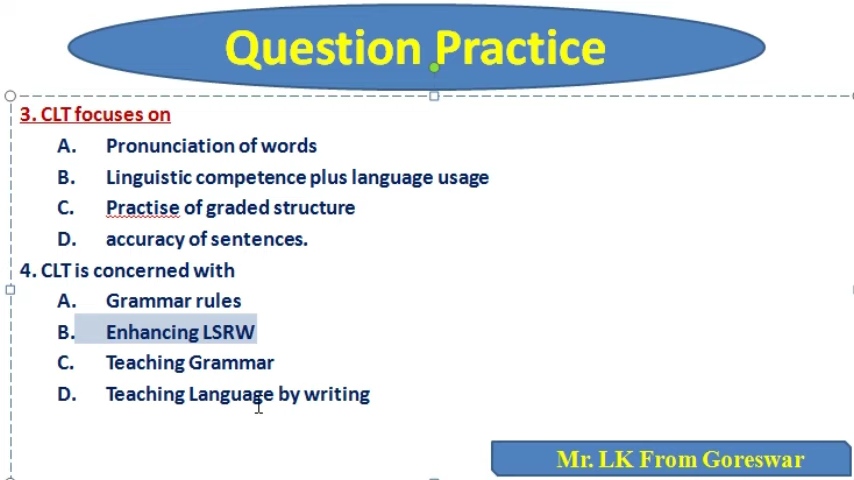 Question Practice
3. CLT focuses on
A. Pronunciation of words
B. Linguistic competence plus language usage
C. Practise of graded structure
D. accuracy of sentences.
4. CLT is concerned with
A. Grammar rules
B. Enhancing LSRW
C. Teaching Grammar
D. Teaching Language by writing
Mr. LK From Goreswar